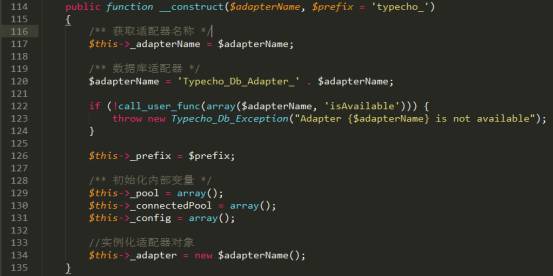 114 public function __construct($adapterName, $prefix = 'typecho_')
115 {
116 /** 获取适配器名称 */
117 $this->_adapterName = $adapterName;
118
119 /** 数据库适配器 */
120 $adapterName = 'Typecho_Db_Adapter_' . $adapterName;
121
122 if (!call_user_func(array($adapterName, 'isAvailable'))) {
123 throw new Typecho_Db_Exception("Adapter {$adapterName} is not available");
124 }
125
126 $this->_prefix = $prefix;
127
128 /** 初始化内部变量 */
129 $this->_pool = array();
130 $this->_connectedPool = array();
131 $this->_config = array();
132
133 //实例化适配器对象
134 $this->_adapter = new $adapterName();
135 }